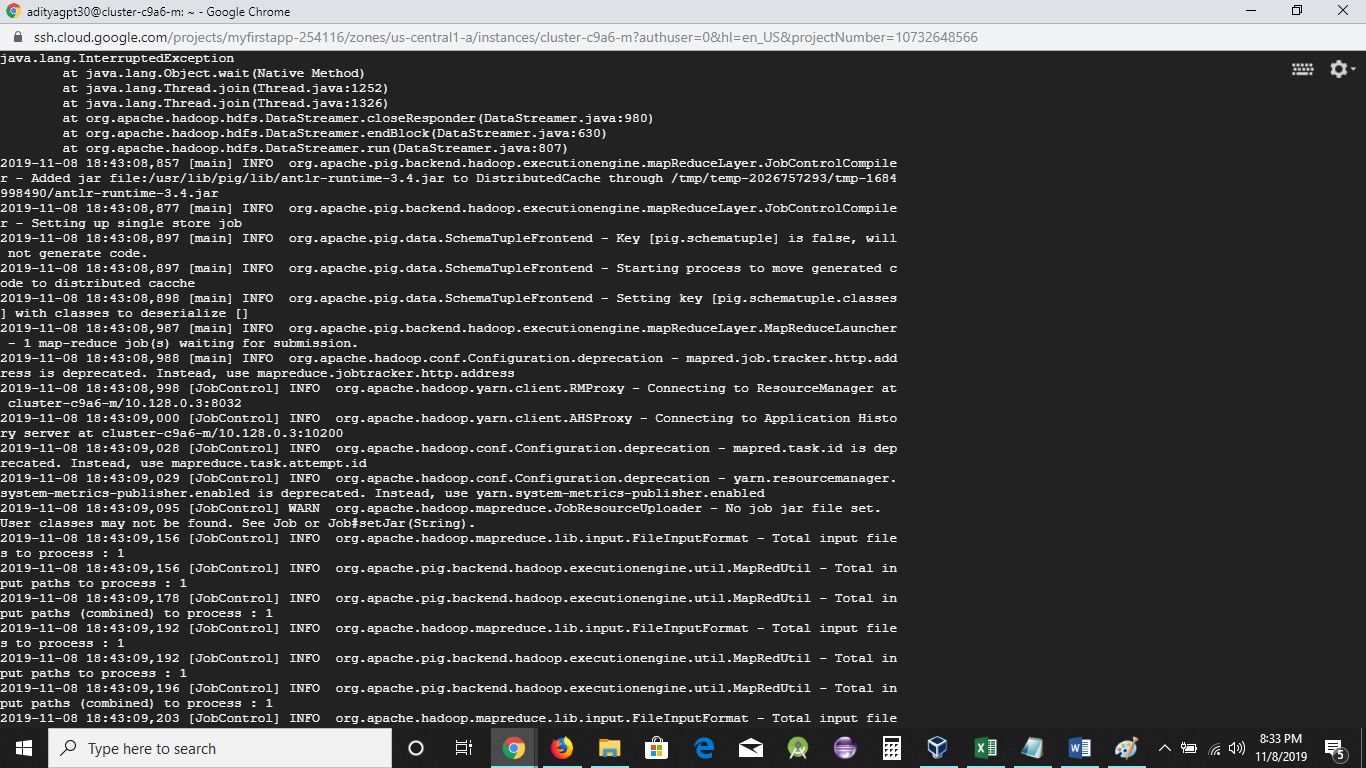 adityagpt30@cluster-c9a6-m: ~ - Google Chrome
ssh.cloud.google.com/projects/myfirstapp-254116/zones/us-central1-a/instances/cluster-c9a6-m?authuser=0&hl=en_US&projectNumber=10732648566
java.lang.InterruptedException
        at java.lang.Object.wait(Native Method)
        at java.lang.Thread.join(Thread.java:1252)
        at java.lang.Thread.join(Thread.java:1326)
        at org.apache.hadoop.hdfs.DataStreamer.closeResponder(DataStreamer.java:980)
        at org.apache.hadoop.hdfs.DataStreamer.endBlock(DataStreamer.java:630)
        at org.apache.hadoop.hdfs.DataStreamer.run(DataStreamer.java:807)
2019-11-08 18:43:08,857 [main] INFO  org.apache.pig.backend.hadoop.executionengine.mapReduceLayer.JobControlCompile
r - Added jar file:/usr/lib/pig/lib/antlr-runtime-3.4.jar to DistributedCache through /tmp/temp-2026757293/tmp-1684
998490/antlr-runtime-3.4.jar
2019-11-08 18:43:08,877 [main] INFO  org.apache.pig.backend.hadoop.executionengine.mapReduceLayer.JobControlCompile
r - Setting up single store job
2019-11-08 18:43:08,897 [main] INFO  org.apache.pig.data.SchemaTupleFrontend - Key [pig.schematuple] is false, will
 not generate code.
2019-11-08 18:43:08,897 [main] INFO  org.apache.pig.data.SchemaTupleFrontend - Starting process to move generated c
ode to distributed cacche
2019-11-08 18:43:08,898 [main] INFO  org.apache.pig.data.SchemaTupleFrontend - Setting key [pig.schematuple.classes
] with classes to deserialize []
2019-11-08 18:43:08,987 [main] INFO  org.apache.pig.backend.hadoop.executionengine.mapReduceLayer.MapReduceLauncher
 - 1 map-reduce job(s) waiting for submission.
2019-11-08 18:43:08,988 [main] INFO  org.apache.hadoop.conf.Configuration.deprecation - mapred.job.tracker.http.add
ress is deprecated. Instead, use mapreduce.jobtracker.http.address
2019-11-08 18:43:08,998 [JobControl] INFO  org.apache.hadoop.yarn.client.RMProxy - Connecting to ResourceManager at
 cluster-c9a6-m/10.128.0.3:8032
2019-11-08 18:43:09,000 [JobControl] INFO  org.apache.hadoop.yarn.client.AHSProxy - Connecting to Application Histo
ry server at cluster-c9a6-m/10.128.0.3:10200
2019-11-08 18:43:09,028 [JobControl] INFO  org.apache.hadoop.conf.Configuration.deprecation - mapred.task.id is dep
recated. Instead, use mapreduce.task.attempt.id
2019-11-08 18:43:09,029 [JobControl] INFO  org.apache.hadoop.conf.Configuration.deprecation - yarn.resourcemanager.
system-metrics-publisher.enabled is deprecated. Instead, use yarn.system-metrics-publisher.enabled
2019-11-08 18:43:09,095 [JobControl] WARN  org.apache.hadoop.mapreduce.JobResourceUploader - No job jar file set.
User classes may not be found. See Job or Job#setJar(String).
2019-11-08 18:43:09,156 [JobControl] INFO  org.apache.hadoop.mapreduce.lib.input.FileInputFormat - Total input file
s to process : 1
2019-11-08 18:43:09,156 [JobControl] INFO  org.apache.pig.backend.hadoop.executionengine.util.MapRedUtil - Total in
put paths to process : 1
2019-11-08 18:43:09,178 [JobControl] INFO  org.apache.pig.backend.hadoop.executionengine.util.MapRedUtil - Total in
put paths (combined) to process : 1
2019-11-08 18:43:09,192 [JobControl] INFO  org.apache.hadoop.mapreduce.lib.input.FileInputFormat - Total input file
s to process : 1
2019-11-08 18:43:09,192 [JobControl] INFO  org.apache.pig.backend.hadoop.executionengine.util.MapRedUtil - Total in
put paths to process : 1
2019-11-08 18:43:09,196 [JobControl] INFO  org.apache.pig.backend.hadoop.executionengine.util.MapRedUtil - Total in
put paths (combined) to process : 1
2019-11-08 18:43:09,203 [JobControl] INFO  org.apache.hadoop.mapreduce.lib.input.FileInputFormat - Total input file
Type here to search
8:33 PM
11/8/2019
5